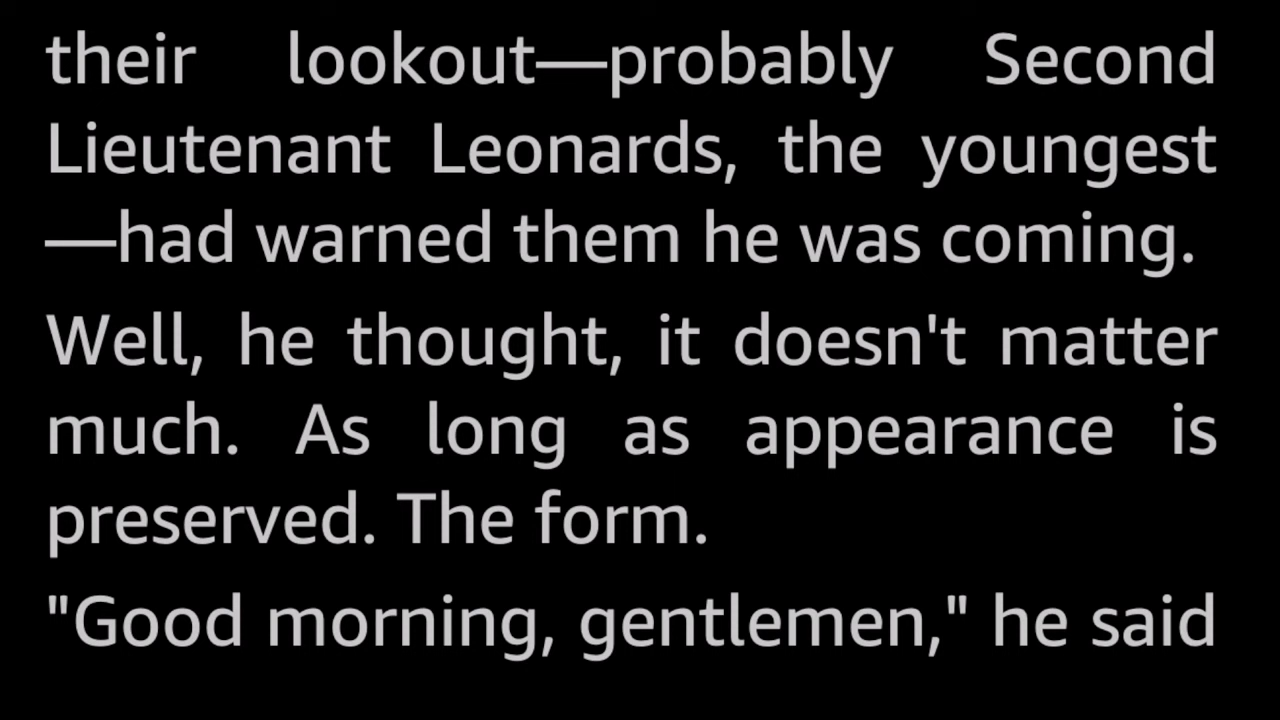 their lookout—probably Second
Lieutenant Leonards, the youngest
—had warned them he was coming.
Well, he thought, it doesn't matter
much. As long as appearance is
preserved. The form.
"Good morning, gentlemen," he said